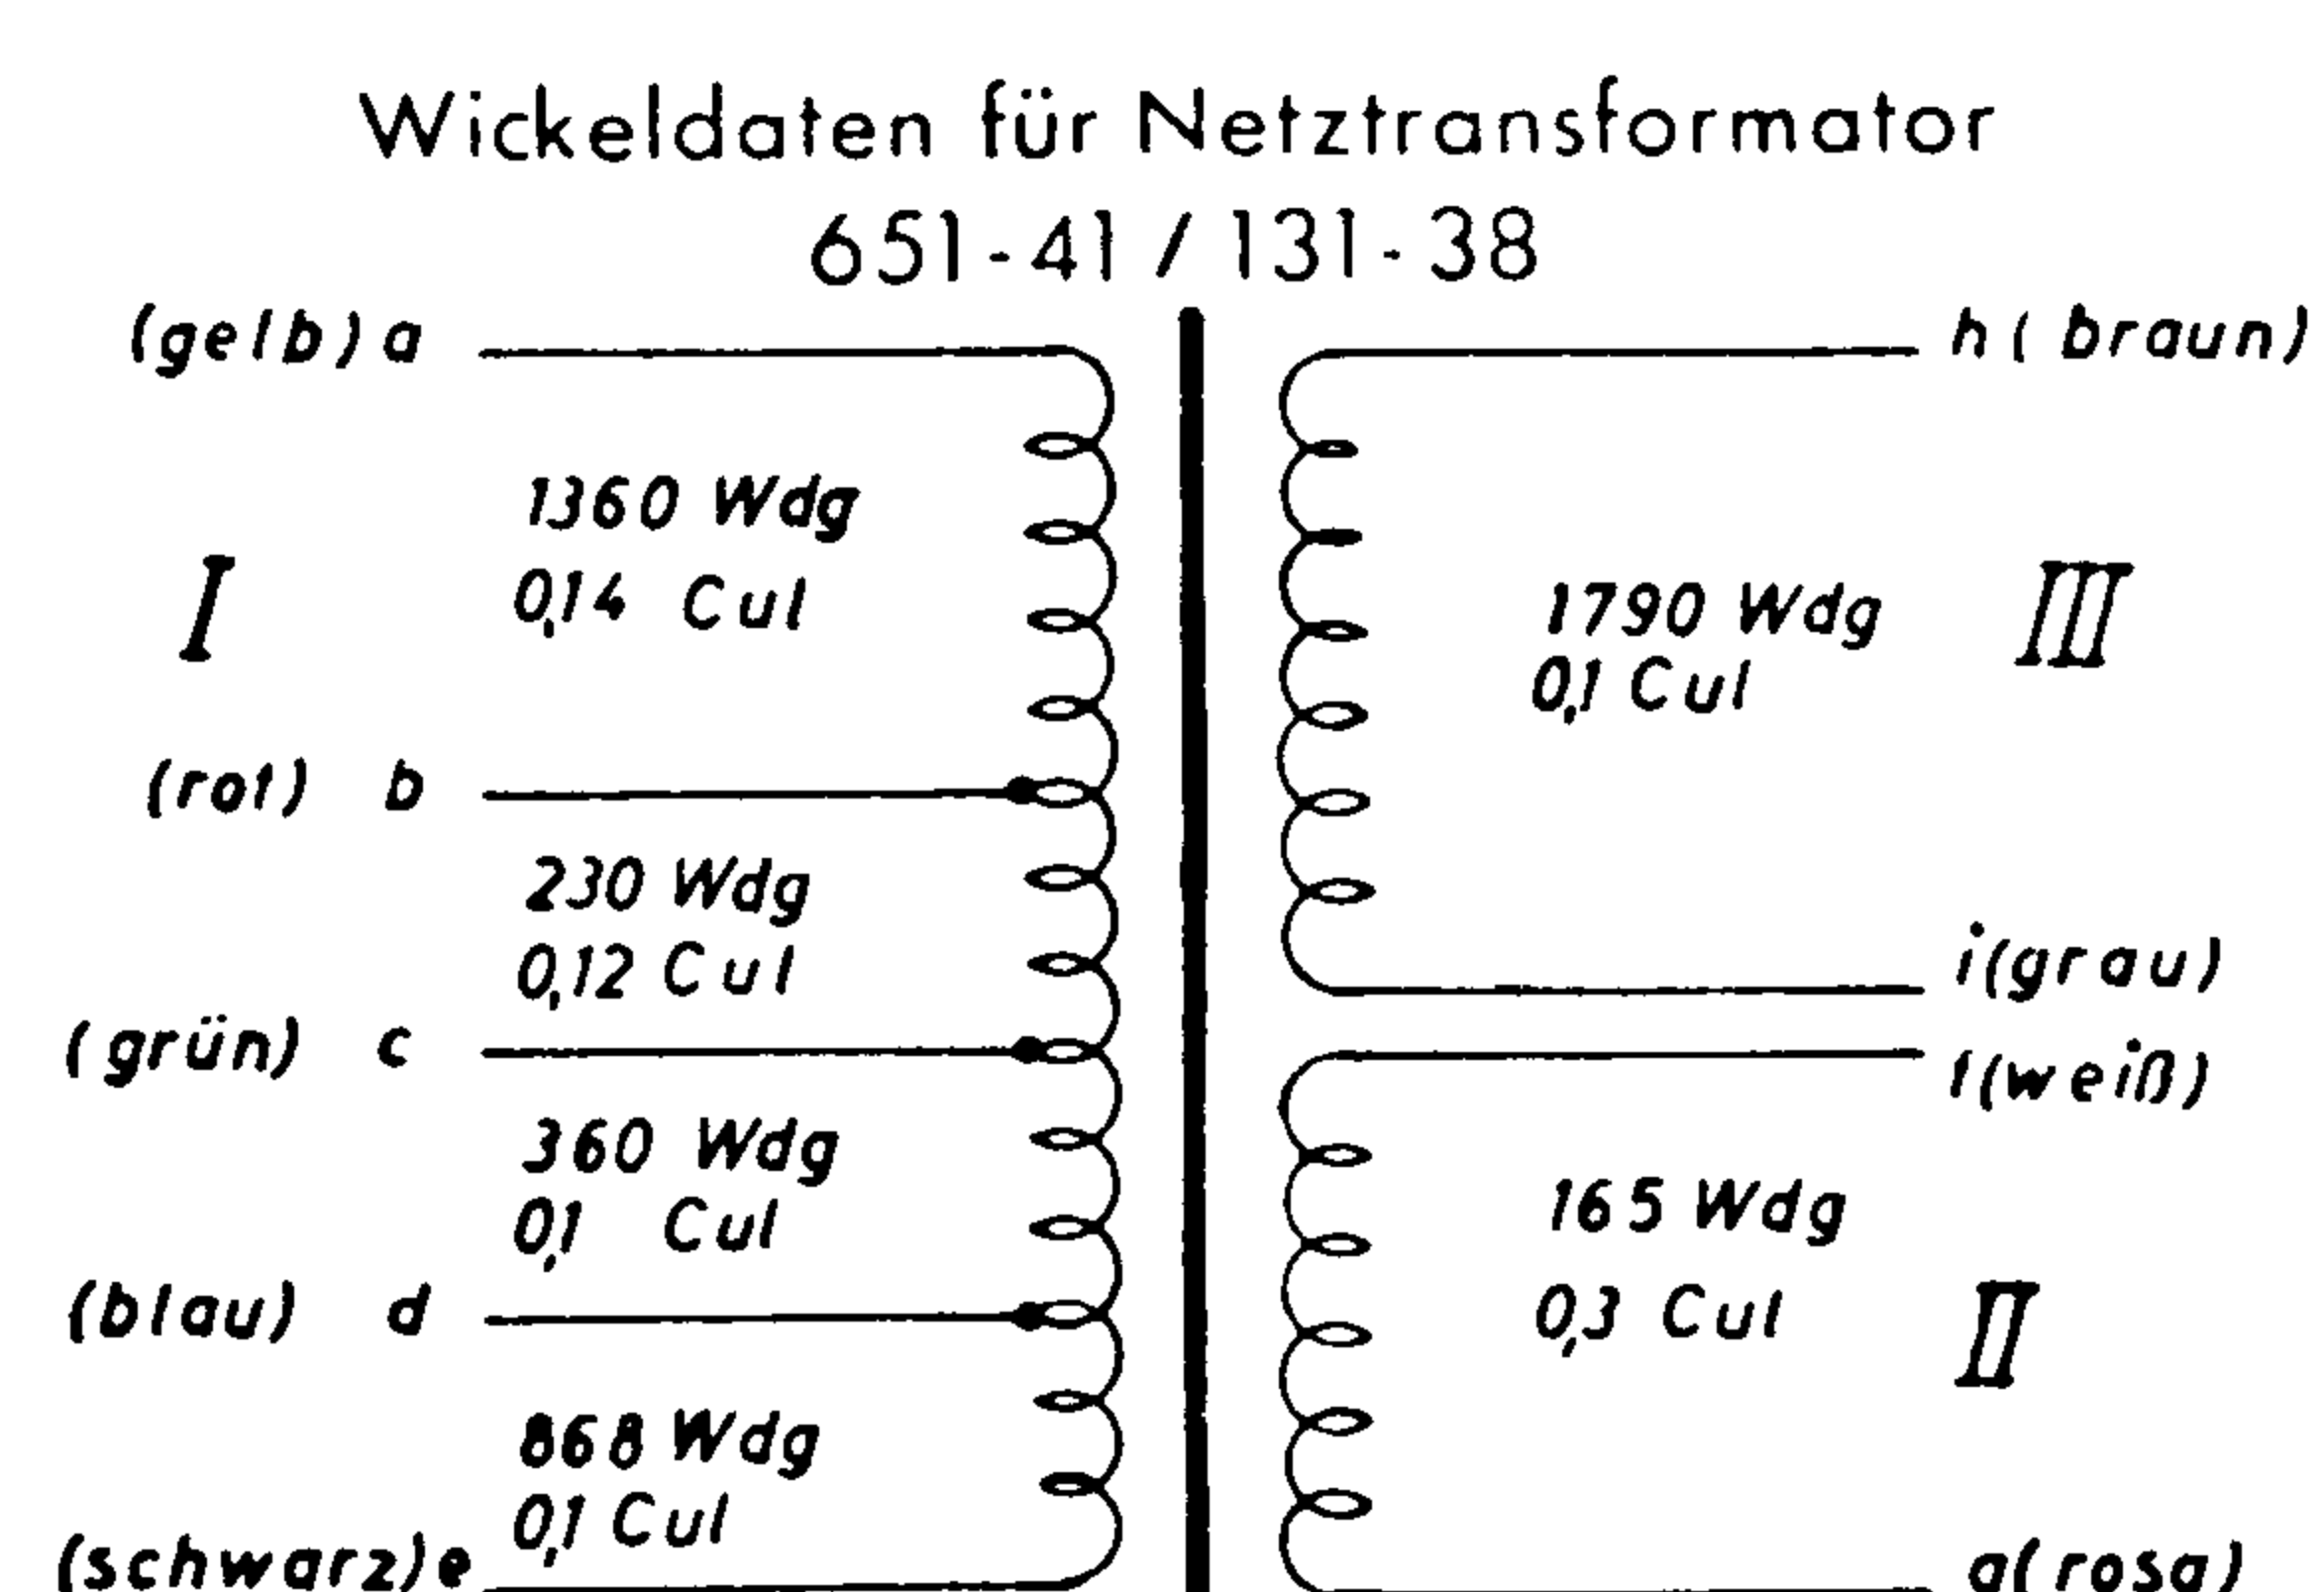 Wickeldaten für Netztransformator
651-41 / 131-38
(gelb) a
1360 Wdg
0,14 CuL
I
(rot) b
230 Wdg
0,12 CuL
(grün) c
360 Wdg
0,1 CuL
(blau) d
868 Wdg
0,1 CuL
(schwarz) e
h (braun)
1790 Wdg
0,1 CuL
III
i (grau)
f (weiß)
165 Wdg
0,3 CuL
II
g (rosa)